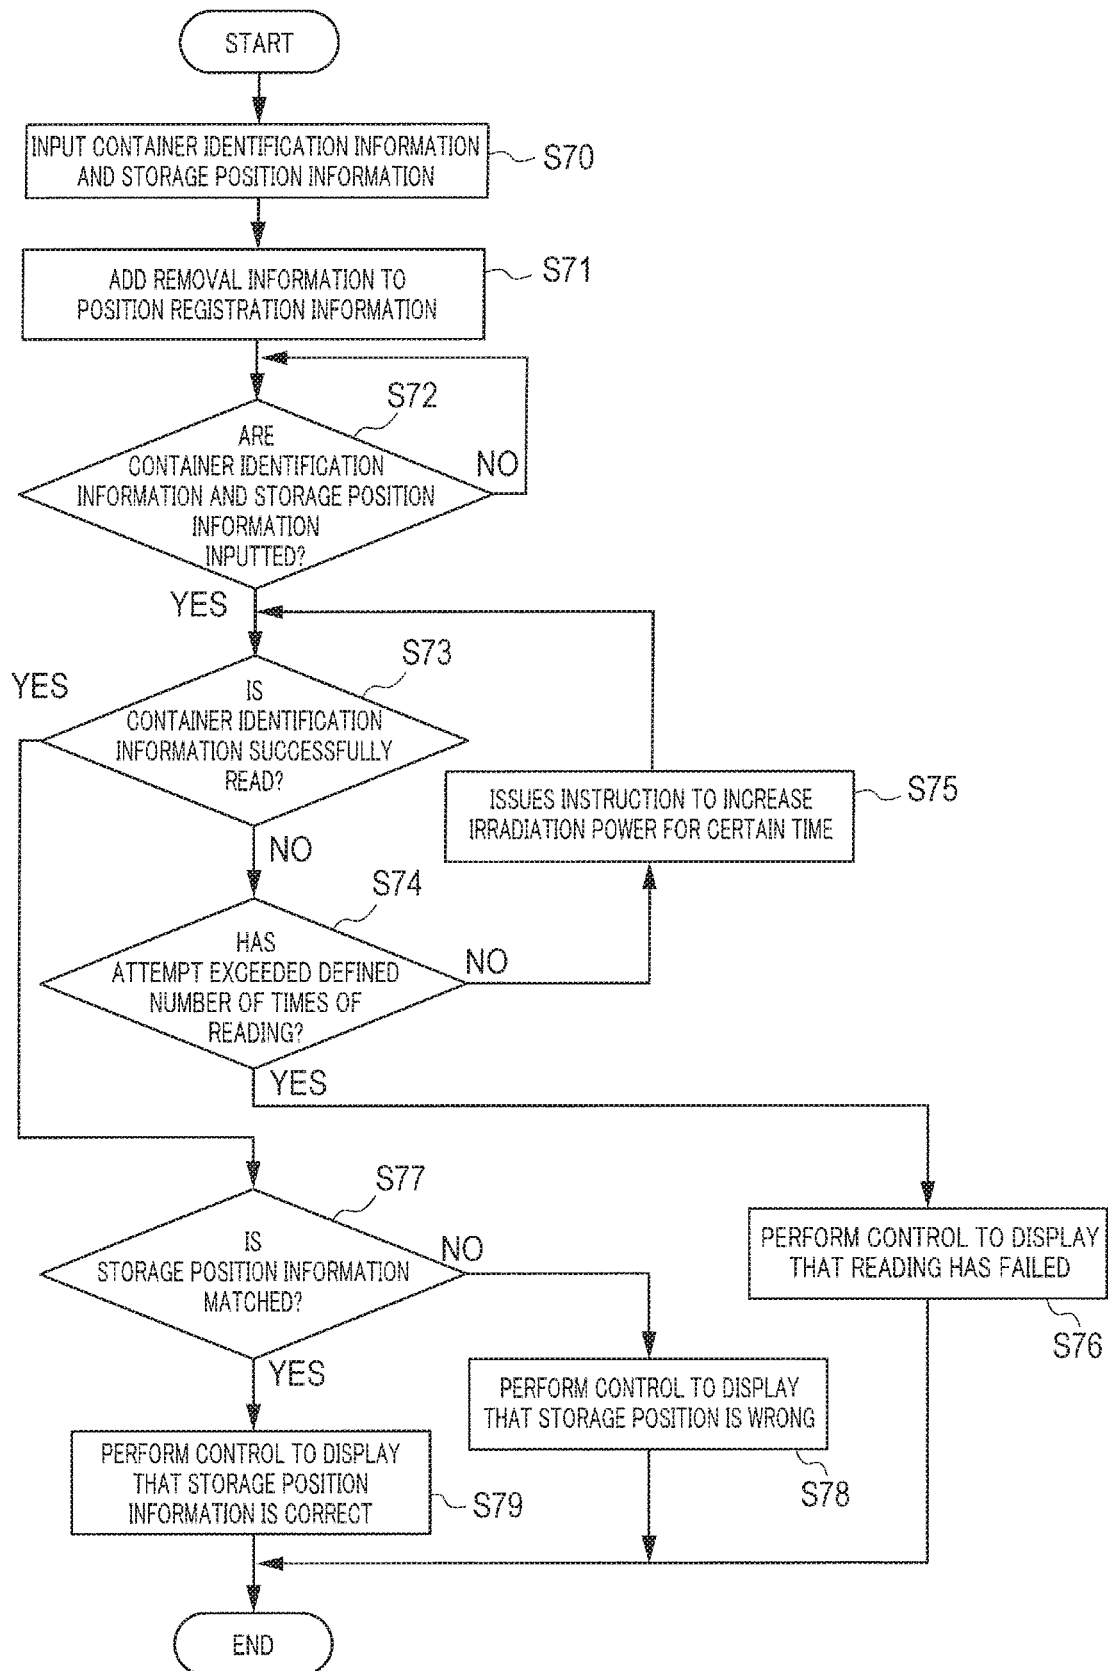 START
INPUT CONTAINER IDENTIFICATION INFORMATION
AND STORAGE POSITION INFORMATION
S70
ADD REMOVAL INFORMATION TO
POSITION REGISTRATION INFORMATION
S71
S72
ARE
CONTAINER IDENTIFICATION
INFORMATION AND STORAGE POSITION
INFORMATION
INPUTTED?
NO
YES
S73
YES
IS
CONTAINER IDENTIFICATION
INFORMATION SUCCESSFULLY
READ?
ISSUES INSTRUCTION TO INCREASE
IRRADIATION POWER FOR CERTAIN TIME
S75
NO
S74
HAS
ATTEMPT EXCEEDED DEFINED
NUMBER OF TIMES OF
READING?
NO
YES
S77
IS
STORAGE POSITION INFORMATION
MATCHED?
NO
PERFORM CONTROL TO DISPLAY
THAT READING HAS FAILED
S76
YES
PERFORM CONTROL TO DISPLAY
THAT STORAGE POSITION IS WRONG
S78
PERFORM CONTROL TO DISPLAY
THAT STORAGE POSITION
INFORMATION IS CORRECT
S79
END